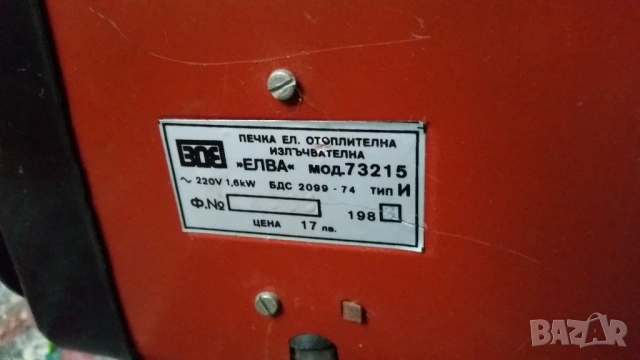 ПЕЧКА ЕЛ. ОТОПЛИТЕЛНА
ИЗЛЪЧВАТЕЛНА
»ЕЛВА« МОД.73215
~ 220V 1,6kW БДС 2099-74 ТИП И
Ф.№
198
ЦЕНА 17 лв.
BAZAR